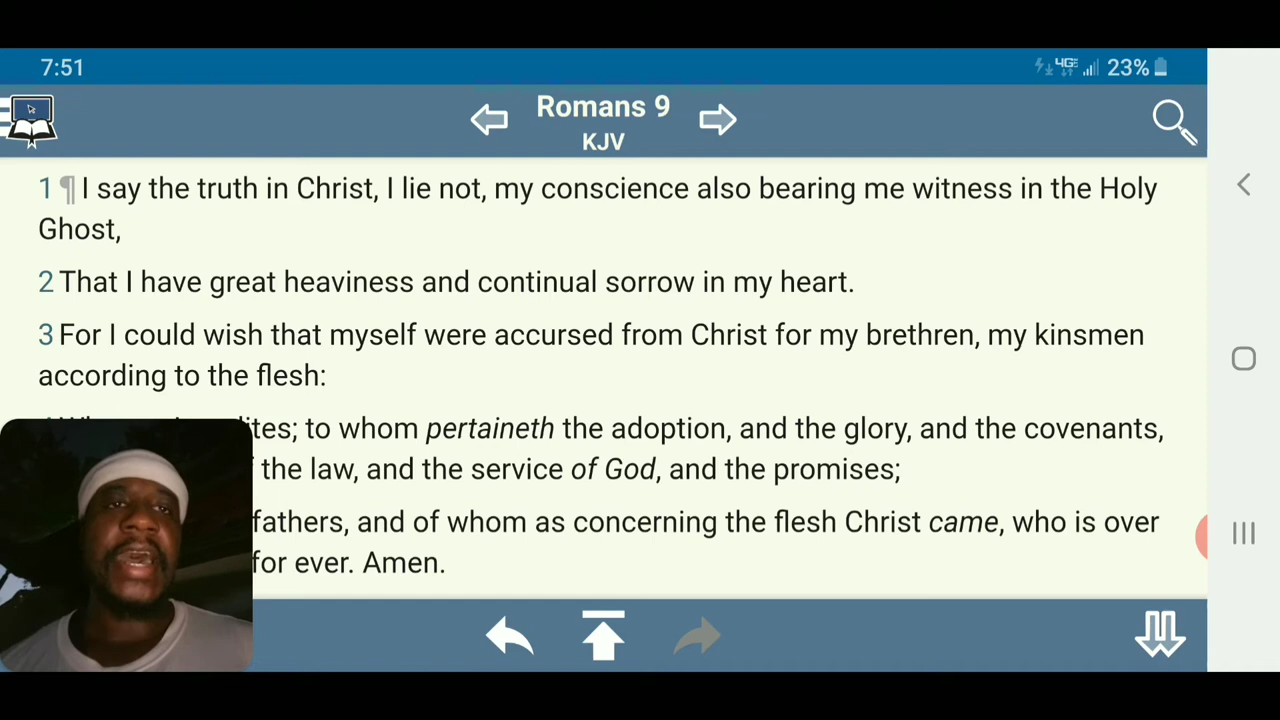 7:51
4GE
23%
Romans 9
KJV
1 ¶ I say the truth in Christ, I lie not, my conscience also bearing me witness in the Holy
Ghost,
2 That I have great heaviness and continual sorrow in my heart.
3 For I could wish that myself were accursed from Christ for my brethren, my kinsmen
according to the flesh:
to whom pertaineth the adoption, and the glory, and the covenants,
the law, and the service of God, and the promises;
fathers, and of whom as concerning the flesh Christ came, who is over
for ever. Amen.